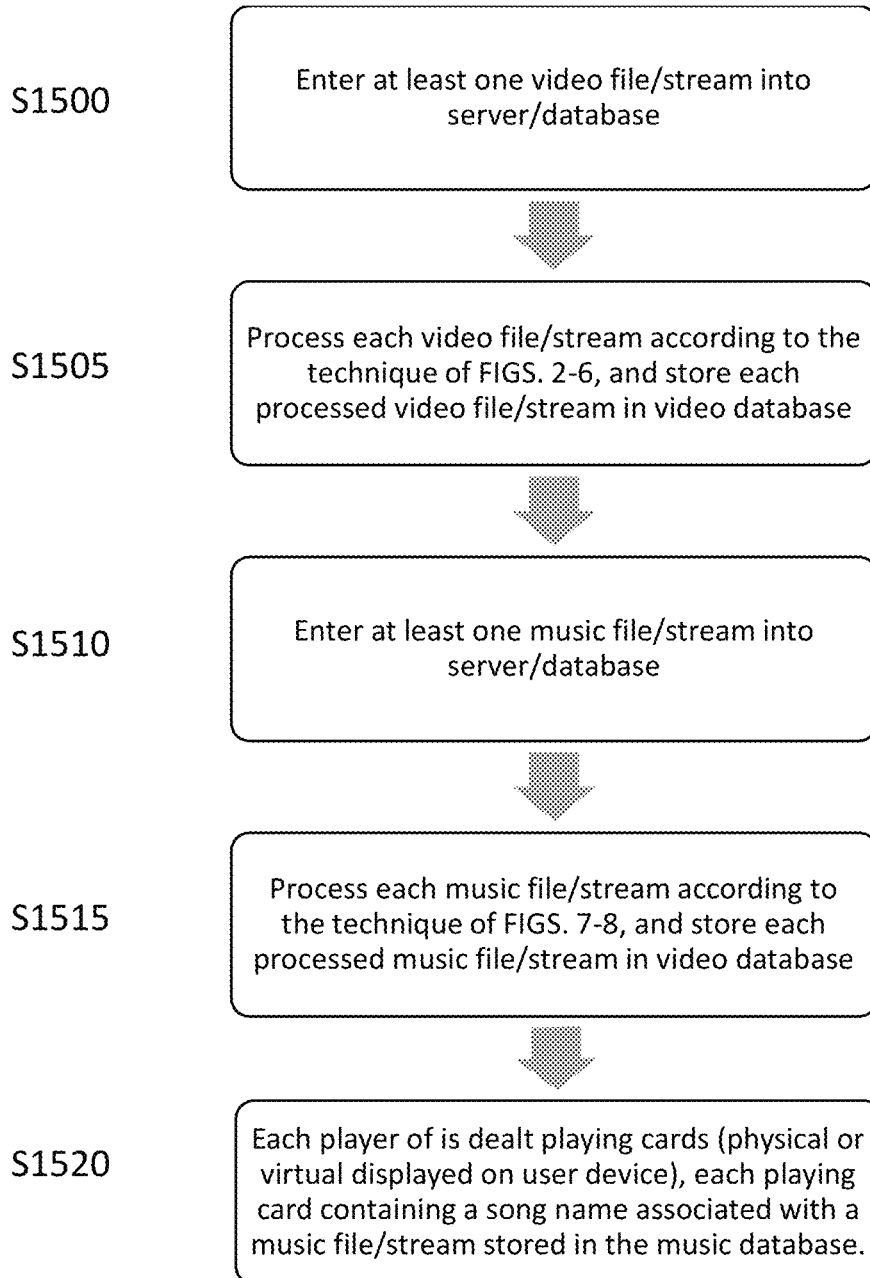 S1500
Enter at least one video file/stream into
server/database
S1505
Process each video file/stream according to the
technique of FIGS. 2-6, and store each
processed video file/stream in video database
S1510
Enter at least one music file/stream into
server/database
S1515
Process each music file/stream according to
the technique of FIGS. 7-8, and store each
processed music file/stream in video database
S1520
Each player of is dealt playing cards (physical or
virtual displayed on user device), each playing
card containing a song name associated with a
music file/stream stored in the music database.